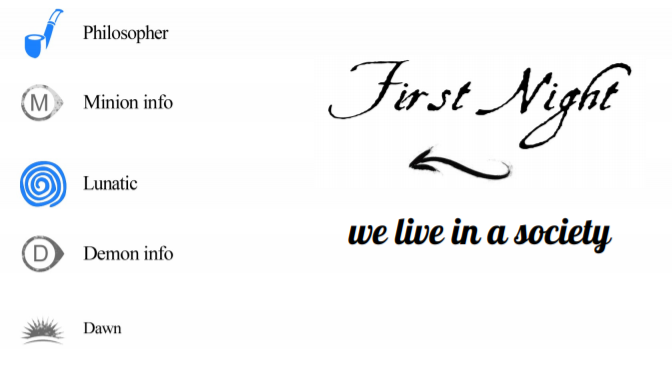 Philosopher
M
Minion info
Lunatic
D
Demon info
Dawn
First Night
we live in a society